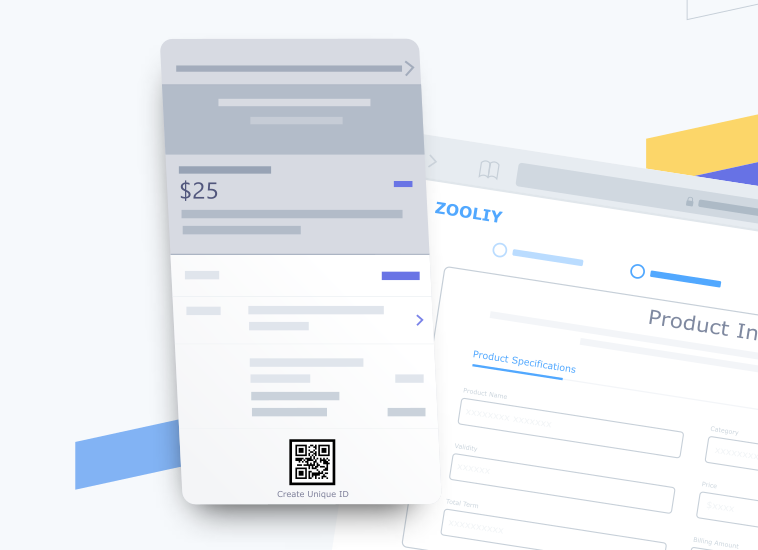 $25
Create Unique ID
ZOOLIY
Product In
Product Specifications
Product Name
XXXXXXXX XXXXXXX
Category
Validity
XXXXXX
Price
XXXXX
Total Term
XXXXXXXXXX
Billing Amount